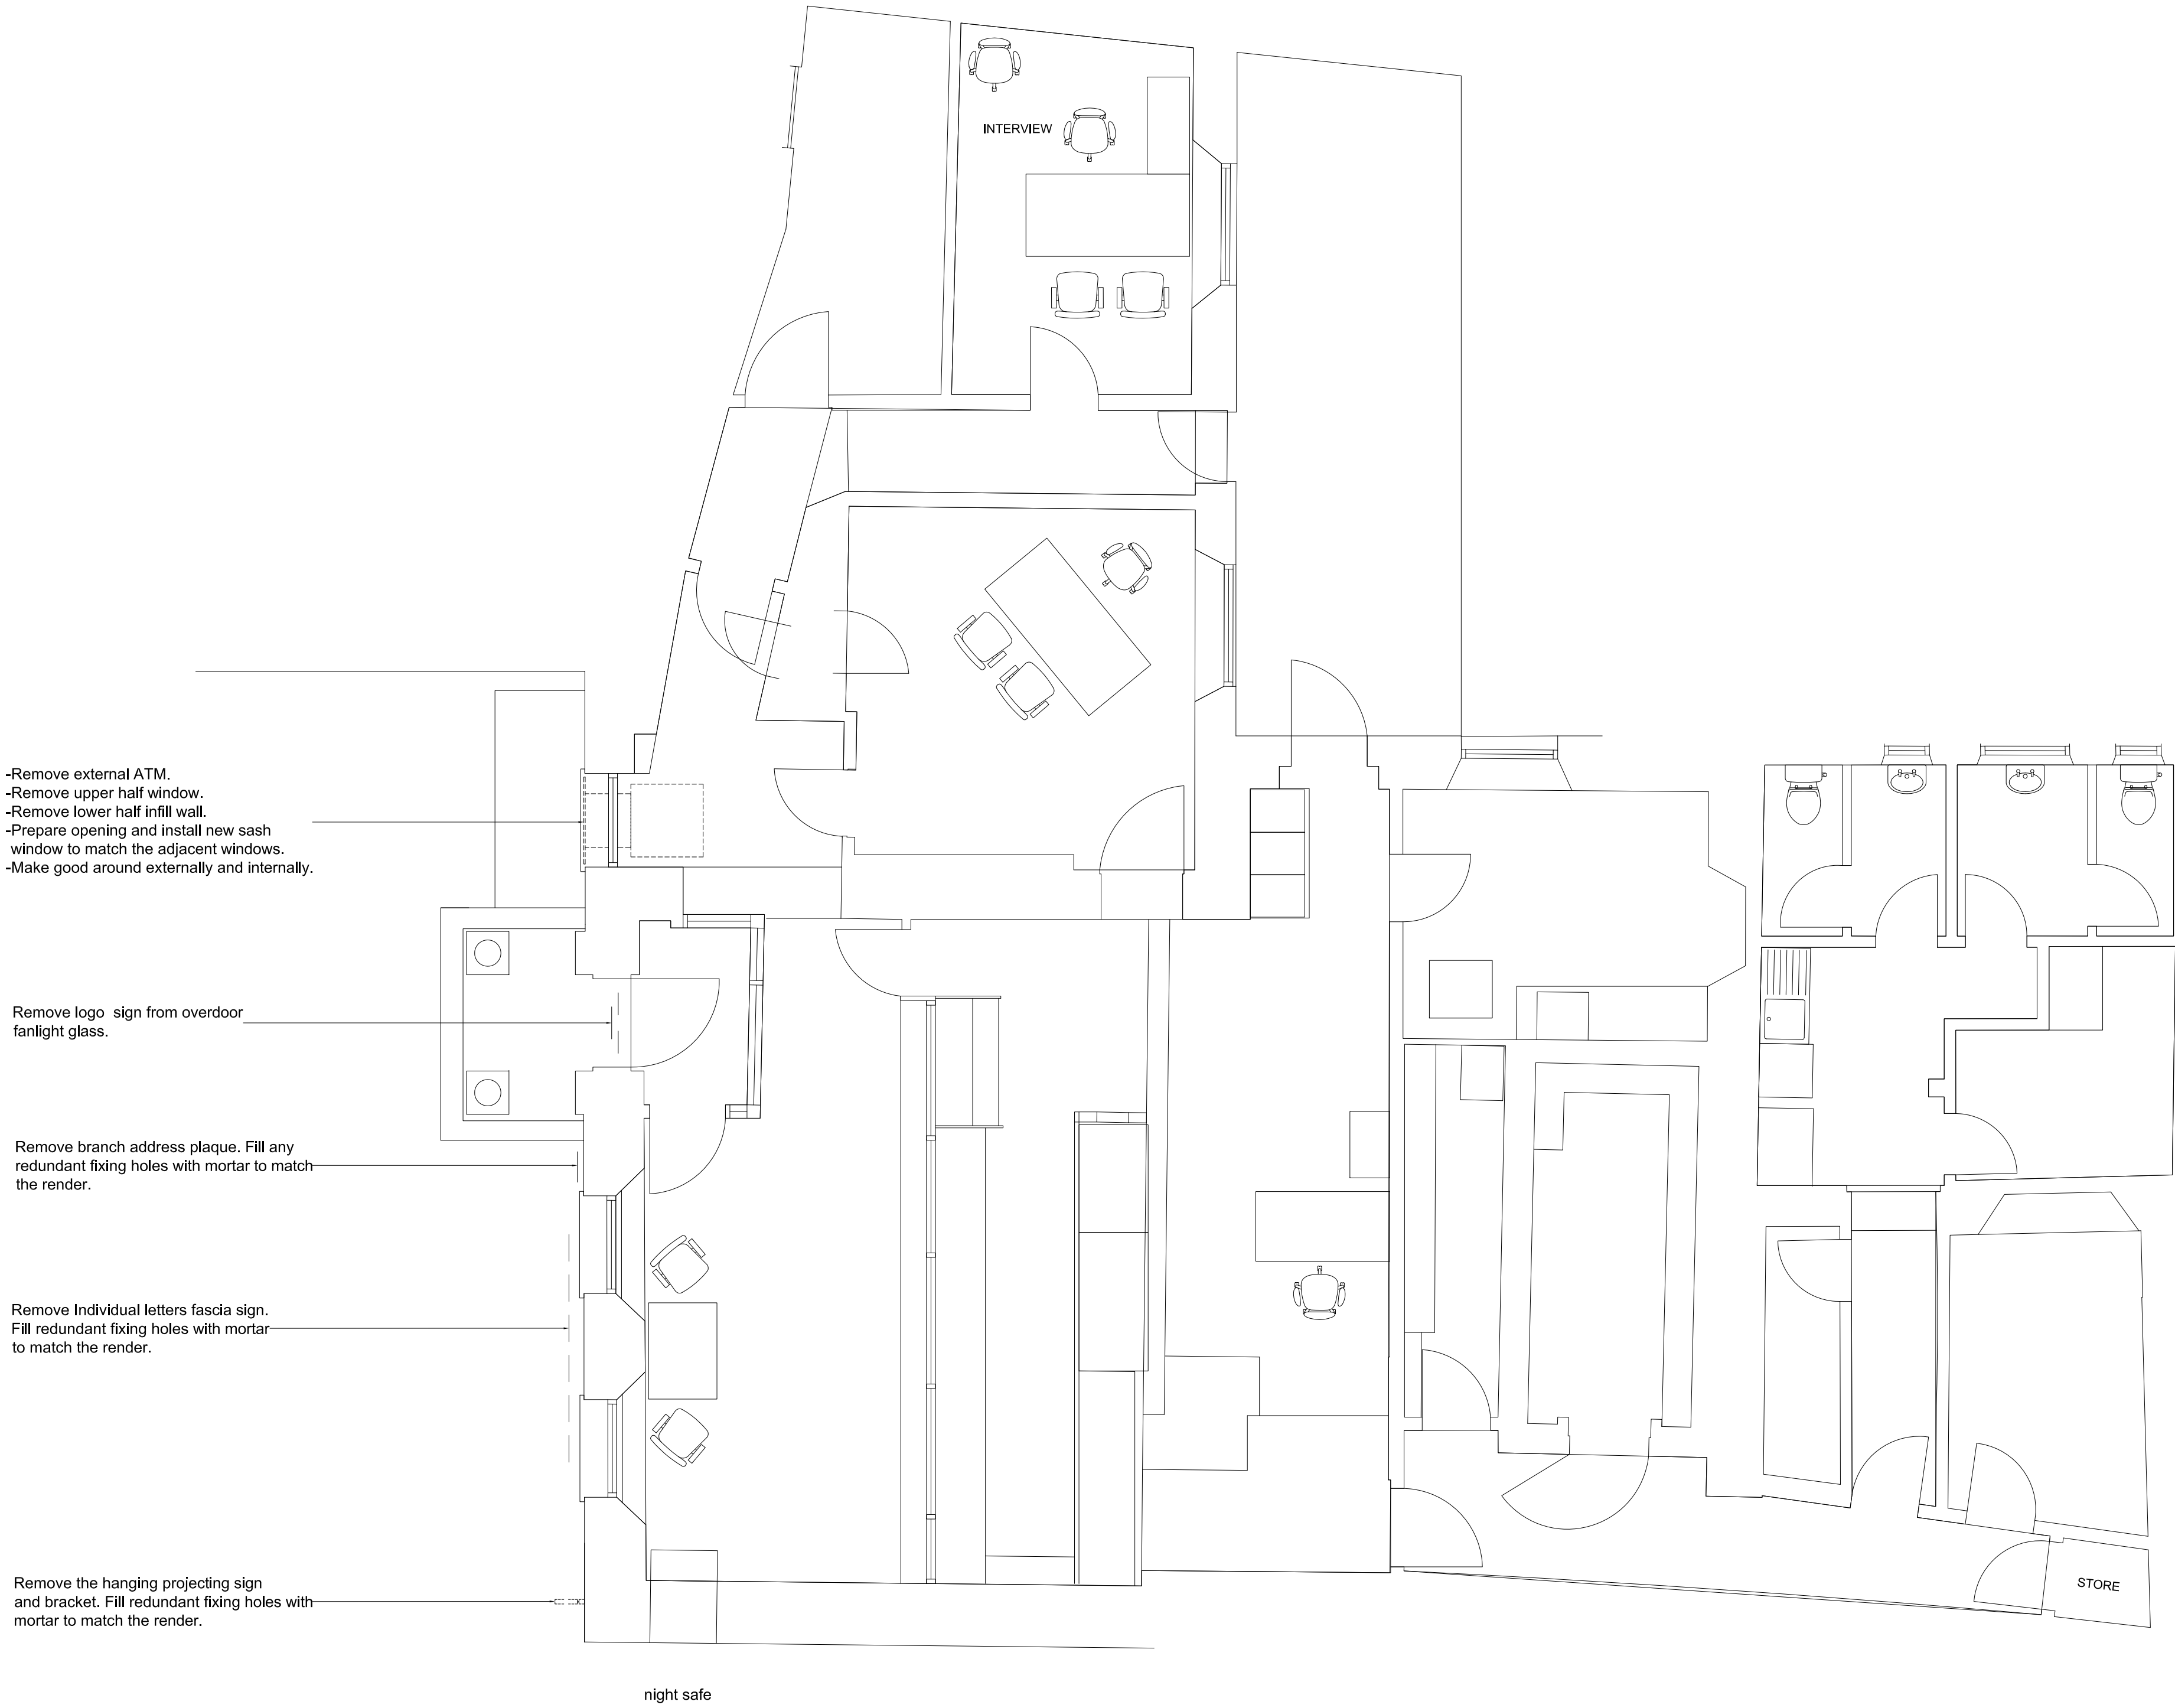 INTERVIEW
-Remove external ATM.
-Remove upper half window.
-Remove lower half infill wall.
-Prepare opening and install new sash
window to match the adjacent windows.
-Make good around externally and internally.
Remove logo sign from overdoor
fanlight glass.
Remove branch address plaque. Fill any
redundant fixing holes with mortar to match
the render.
Remove Individual letters fascia sign.
Fill redundant fixing holes with mortar
to match the render.
Remove the hanging projecting sign
and bracket. Fill redundant fixing holes with
mortar to match the render.
STORE
night safe